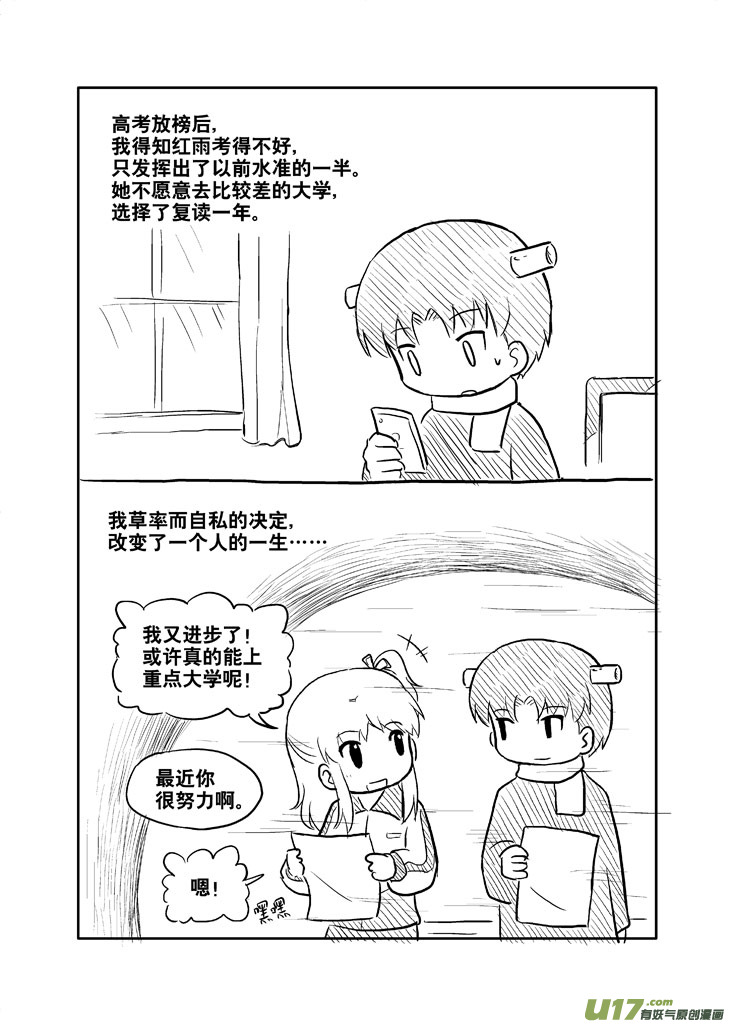 高考放榜后，
我得知红雨考得不好，
只发挥出了以前水准的一半。
她不愿意去比较差的大学，
选择了复读一年。
我草率而自私的决定，
改变了一个人的一生……
我又进步了！
或许真的能上
重点大学呢！
最近你
很努力啊。
嗯！
嘿嘿
U17.com
有妖气原创漫画